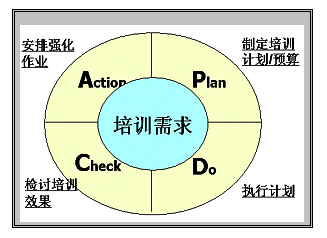 安排强化
作业
制定培训
计划/预算
Action
Plan
培训需求
Check
Do
检讨培训
效果
执行计划